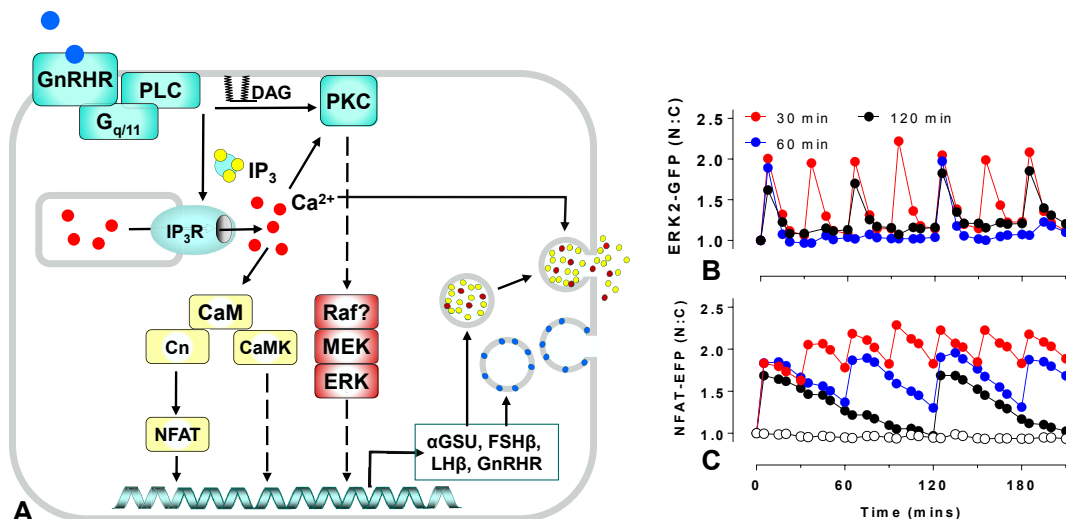 GnRHR
PLC
Gq/11
DAG
PKC
IP3
Ca2+
IP3R
CaM
Cn
CaMK
NFAT
Raf?
MEK
ERK
αGSU, FSHβ,
LHβ, GnRHR
A
30 min
120 min
60 min
ERK2-GFP (N:C)
2.5
2.0
1.5
1.0
B
NFAT-EFP (N:C)
2.5
2.0
1.5
1.0
C
0
60
120
180
Time (mins)